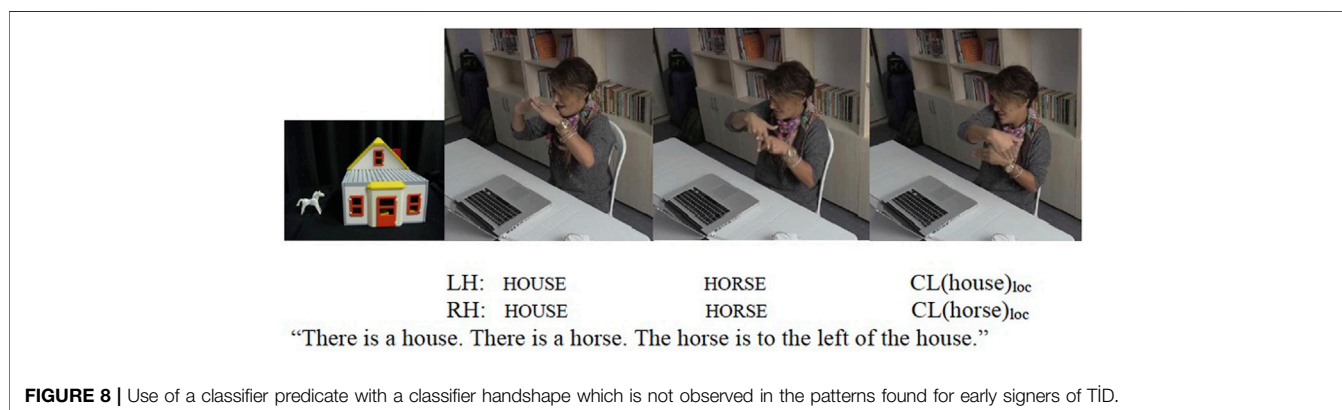 LH: HOUSE HORSE CL(house)loc
RH: HOUSE HORSE CL(horse)loc
“There is a house. There is a horse. The horse is to the left of the house.”
FIGURE 8 | Use of a classifier predicate with a classifier handshape which is not observed in the patterns found for early signers of TİD.